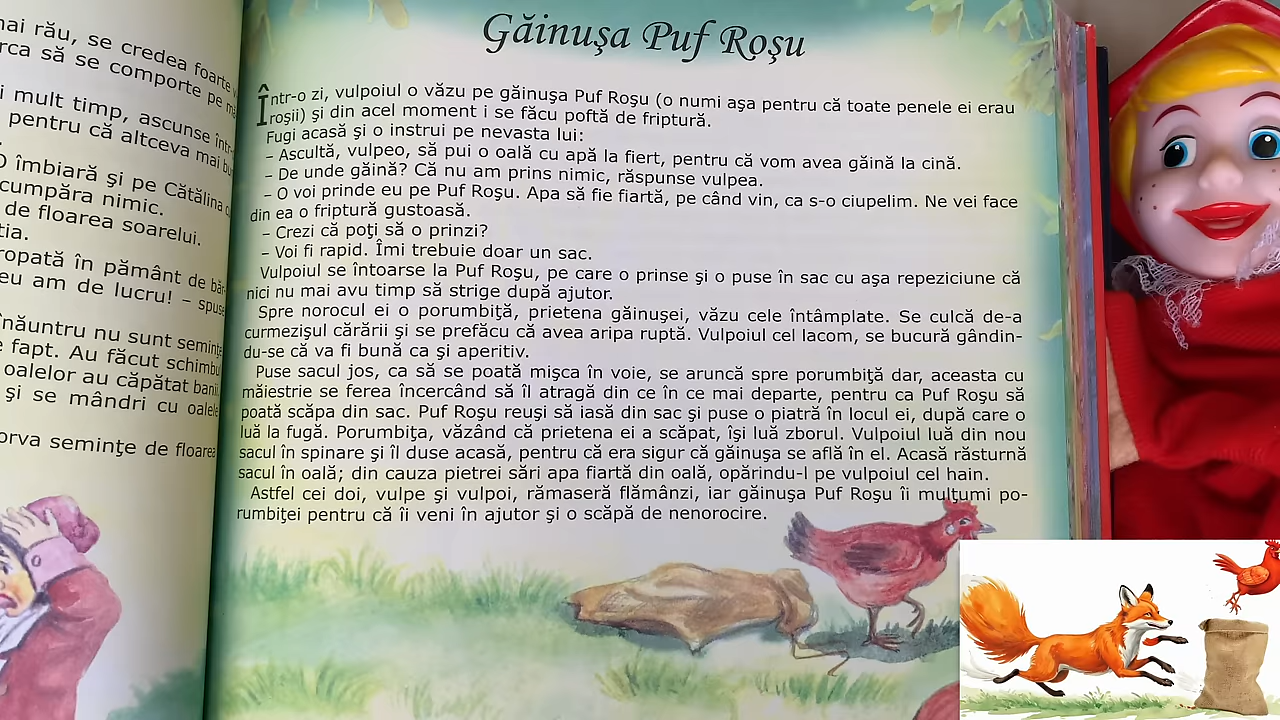 mai rău, se credea foarte
rca să se comporte pe
i mult timp, ascunse într-
pentru că altceva mai bun
O îmbiară şi pe Cătălina
cumpăra nimic.
de floarea soarelui.
tia.
ropată în pământ de
eu am de lucru! – spuse
înăuntru nu sunt seminţe
e fapt. Au făcut schimbul
oalelor au căpătat bani
şi se mândri cu oalele
orva seminţe de floarea
Găinuşa Puf Roşu
Într-o zi, vulpoiul o văzu pe găinuşa Puf Roşu (o numi aşa pentru că toate penele ei erau
roşii) şi din acel moment i se făcu poftă de friptură.
Fugi acasă şi o instrui pe nevasta lui:
– Ascultă, vulpeo, să pui o oală cu apă la fiert, pentru că vom avea găină la cină.
– De unde găină? Că nu am prins nimic, răspunse vulpea.
– O voi prinde eu pe Puf Roşu. Apa să fie fiartă, pe când vin, ca s-o ciupelim. Ne vei face
din ea o friptură gustoasă.
– Crezi că poţi să o prinzi?
– Voi fi rapid. Îmi trebuie doar un sac.
Vulpoiul se întoarse la Puf Roşu, pe care o prinse şi o puse în sac cu aşa repeziciune că
nici nu mai avu timp să strige după ajutor.
Spre norocul ei o porumbiţă, prietena găinuşei, văzu cele întâmplate. Se culcă de-a
curmezişul cărării şi se prefăcu că avea aripa ruptă. Vulpoiul cel lacom, se bucură gândin-
du-se că va fi bună ca şi aperitiv.
Puse sacul jos, ca să se poată mişca în voie, se aruncă spre porumbiţă dar, aceasta cu
măiestrie se ferea încercând să îl atragă din ce în ce mai departe, pentru ca Puf Roşu să
poată scăpa din sac. Puf Roşu reuşi să iasă din sac şi puse o piatră în locul ei, după care o
luă la fugă. Porumbiţa, văzând că prietena ei a scăpat, îşi luă zborul. Vulpoiul luă din nou
sacul în spinare şi îl duse acasă, pentru că era sigur că găinuşa se află în el. Acasă răsturnă
sacul în oală; din cauza pietrei sări apa fiartă din oală, opărindu-l pe vulpoiul cel hain.
Astfel cei doi, vulpe şi vulpoi, rămaseră flămânzi, iar găinuşa Puf Roşu îi mulţumi po-
rumbiţei pentru că îi veni în ajutor şi o scăpă de nenorocire.